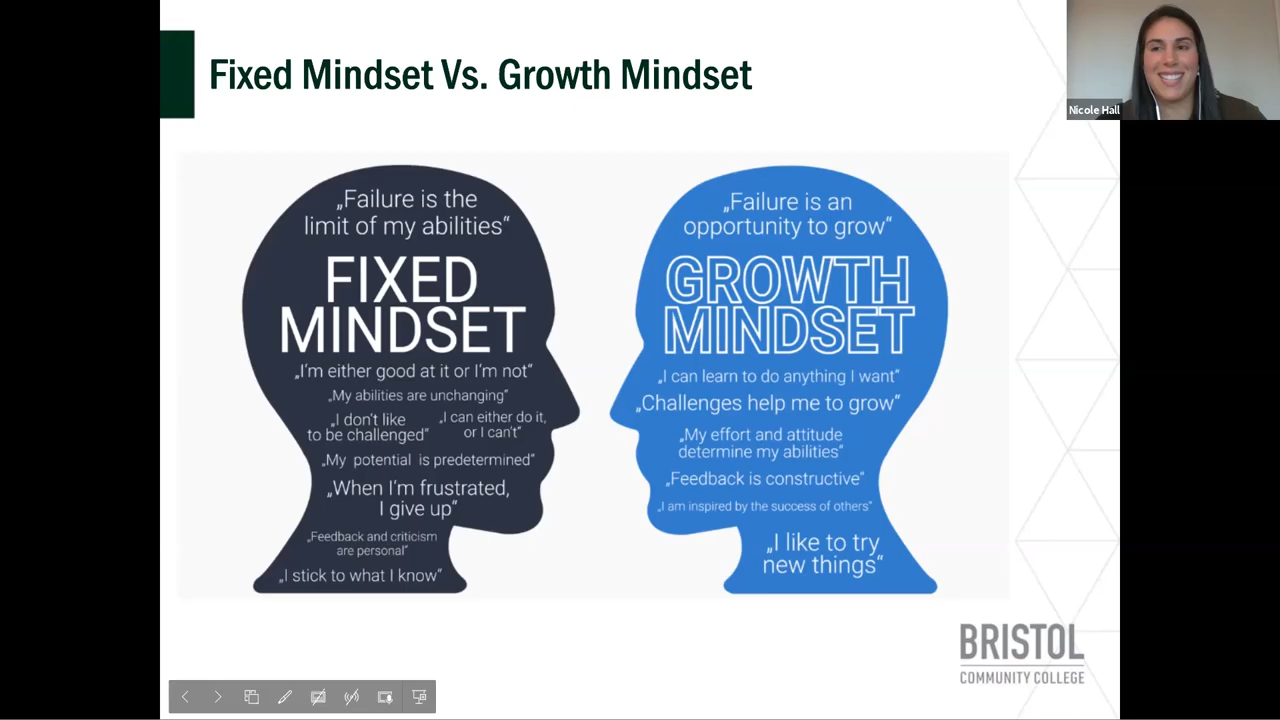 Fixed Mindset Vs. Growth Mindset
Nicole Hall
„Failure is the
limit of my abilities“
FIXED
MINDSET
„I'm either good at it or I'm not“
„My abilities are unchanging“
„I don't like
to be challenged“
„I can either do it,
or I can't“
„My potential is predetermined“
„When I'm frustrated,
I give up“
„Feedback and criticism
are personal“
„I stick to what I know“
„Failure is an
opportunity to grow“
GROWTH
MINDSET
„I can learn to do anything I want“
„Challenges help me to grow“
„My effort and attitude
determine my abilities“
„Feedback is constructive“
„I am inspired by the success of others“
„I like to try
new things“
BRISTOL
COMMUNITY COLLEGE